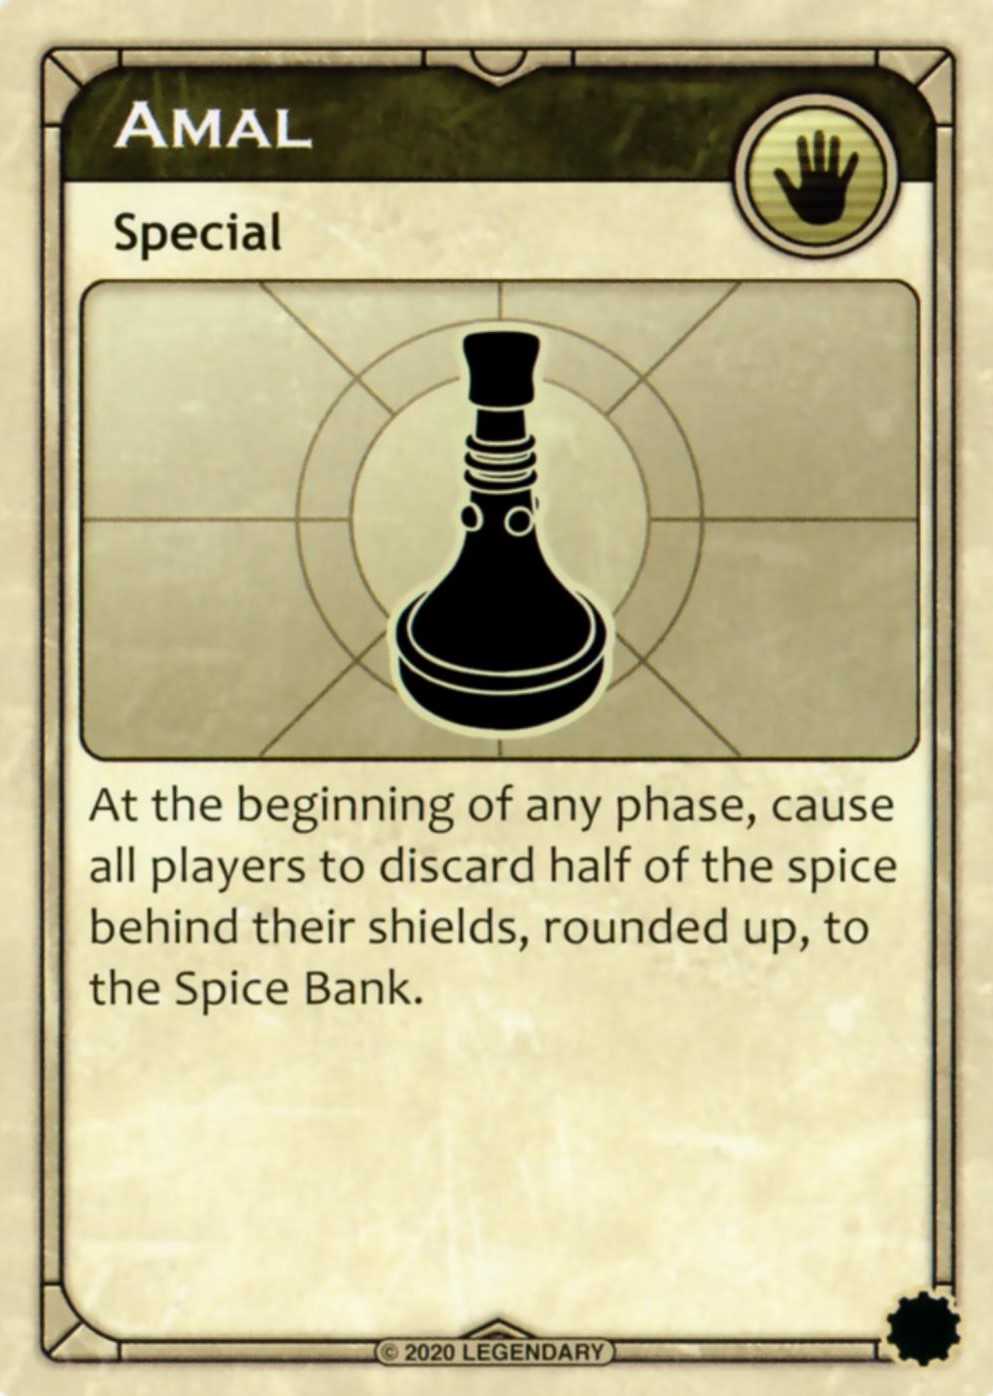 AMAL
Special
At the beginning of any phase, cause
all players to discard half of the spice
behind their shields, rounded up, to
the Spice Bank.
© 2020 LEGENDARY